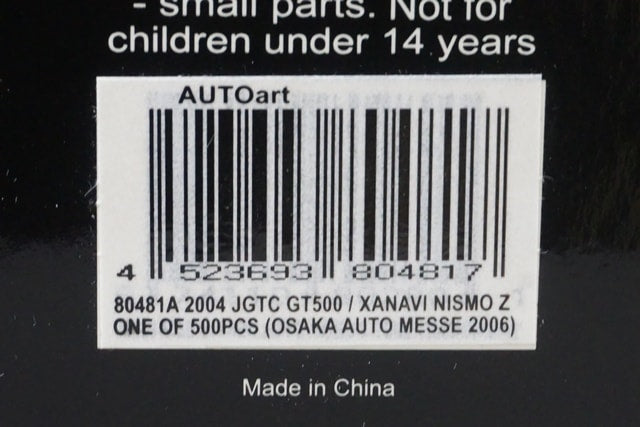 - small parts. Not for
children under 14 years
AUTOart
4 523693 804817
80481A 2004 JGTC GT500 / XANAVI NISMO Z
ONE OF 500PCS (OSAKA AUTO MESSE 2006)
Made in China